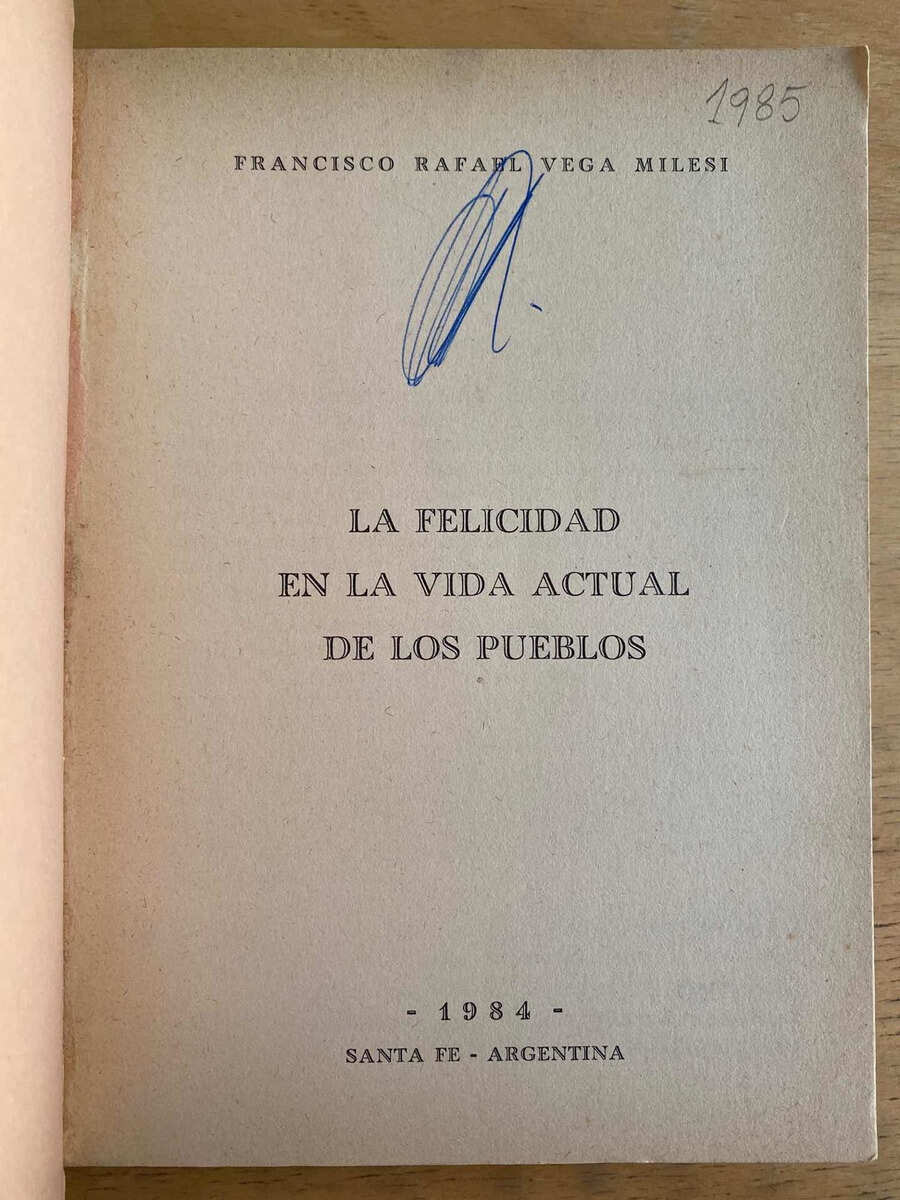 1985
FRANCISCO RAFAEL VEGA MILESI
LA FELICIDAD
EN LA VIDA ACTUAL
DE LOS PUEBLOS
- 1984 -
SANTA FE - ARGENTINA